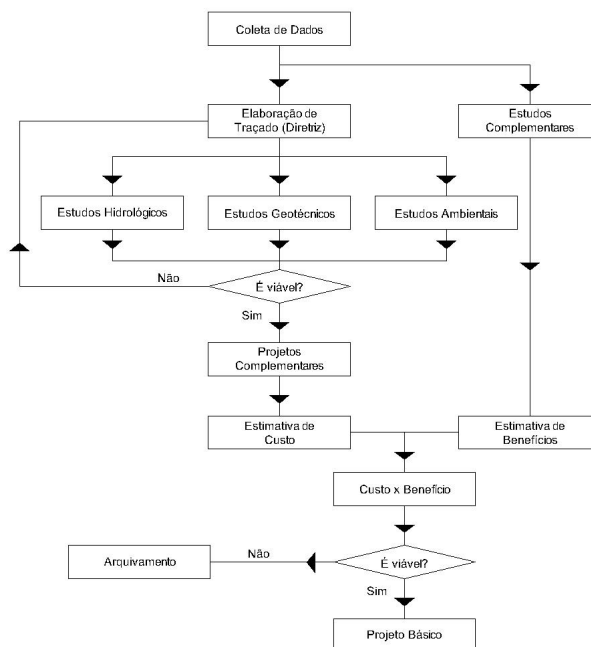 Coleta de Dados
Elaboração de
Traçado (Diretriz)
Estudos
Complementares
Estudos Hidrológicos
Estudos Geotécnicos
Estudos Ambientais
Não
É viável?
Sim
Projetos
Complementares
Estimativa de
Custo
Estimativa de
Benefícios
Custo x Benefício
Arquivamento
Não
É viável?
Sim
Projeto Básico